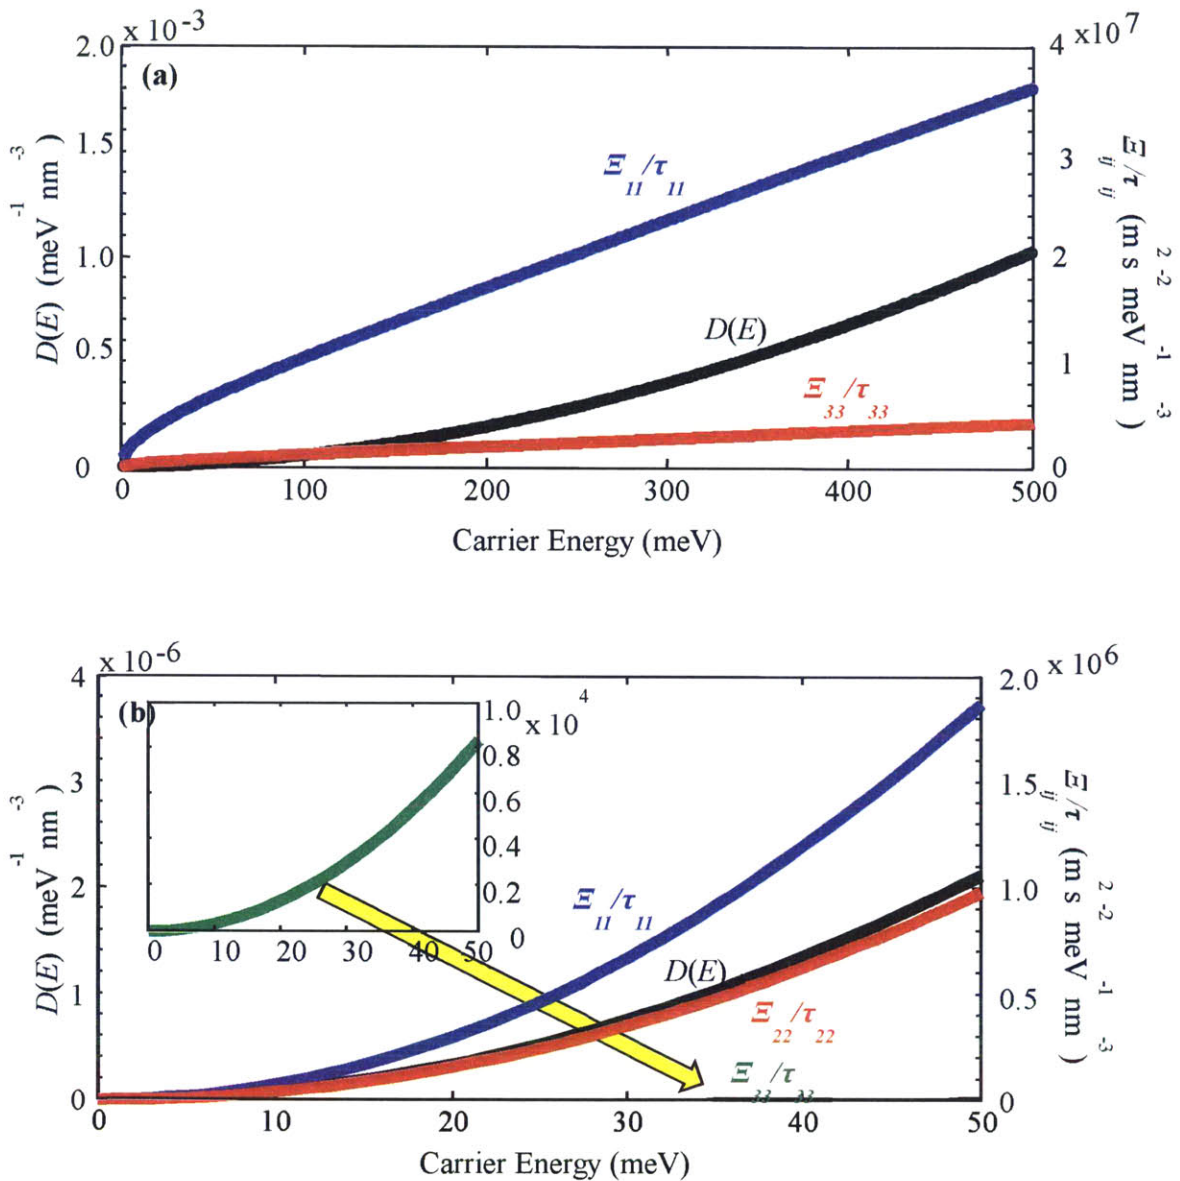 x 10-3
x10 7
2.0
4
(a)
1.5
3
Ξ11/τ11
1.0
2
D(E)
0.5
1
Ξ33/τ33
0
0
0 100 200 300 400 500
Carrier Energy (meV)
D(E) (meV-1 nm-3)
Ξij/τij (m2 s-2 meV-1 nm-3)
x 10-6
x 10 6
4
2.0
(b)
1.0 x 10 4
0.8
3
1.5
0.6
0.4
2
1.0
0.2
0
0 10 20 30 40 50
Ξ11/τ11
D(E)
1
0.5
Ξ22/τ22
Ξ33/τ33
0
0
0 10 20 30 40 50
Carrier Energy (meV)
D(E) (meV-1 nm-3)
Ξij/τij (m2 s-2 meV-1 nm-3)